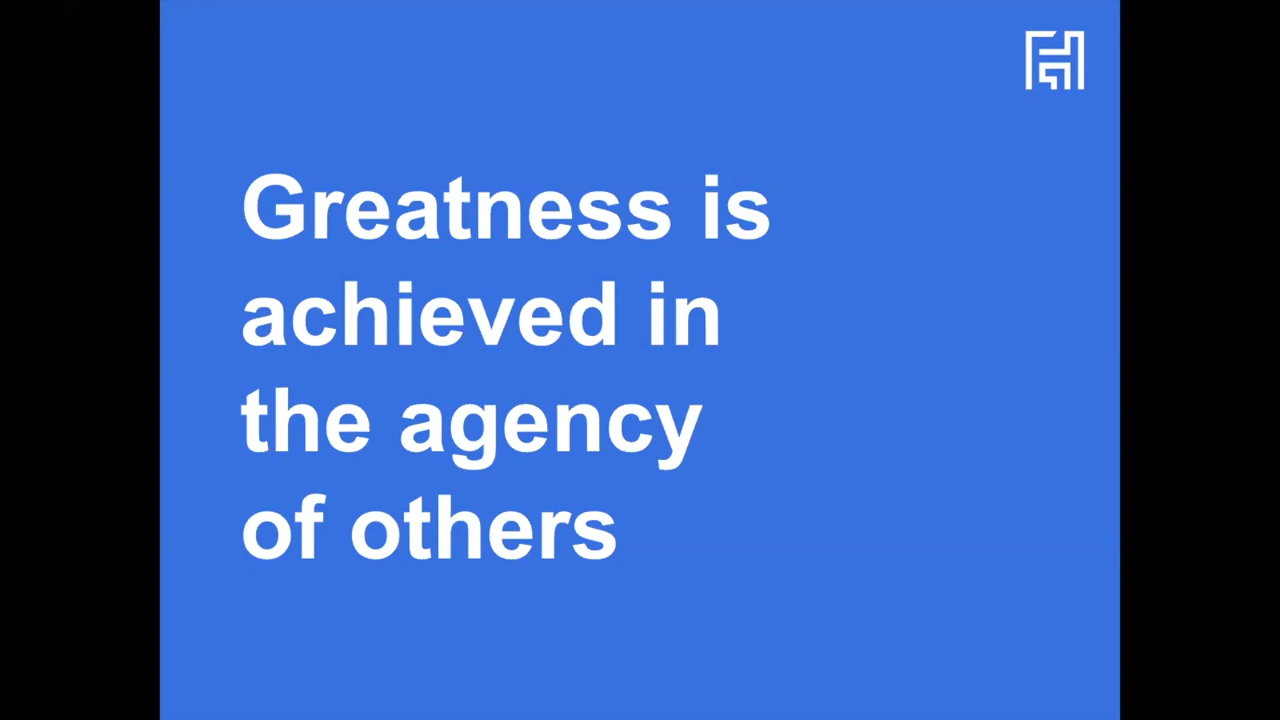 Greatness is
achieved in
the agency
of others